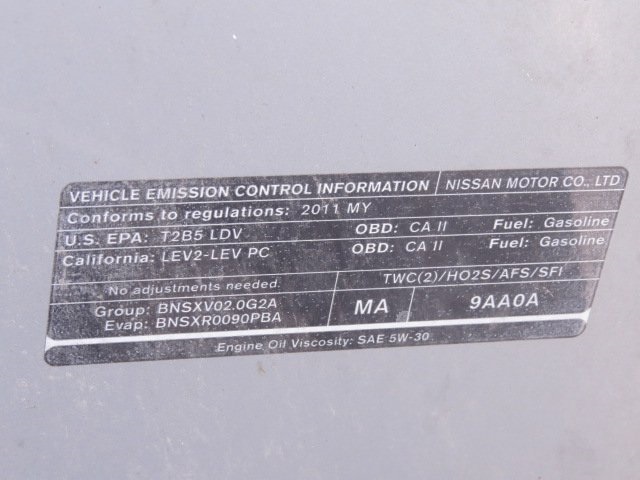 VEHICLE EMISSION CONTROL INFORMATION NISSAN MOTOR CO., LTD
Conforms to regulations: 2011 MY
U.S. EPA: T2B5 LDV OBD: CA II Fuel: Gasoline
California: LEV2-LEV PC OBD: CA II Fuel: Gasoline
No adjustments needed. TWC(2)/HO2S/AFS/SFI
Group: BNSXV02.0G2A MA 9AA0A
Evap: BNSXR0090PBA
Engine Oil Viscosity: SAE 5W-30